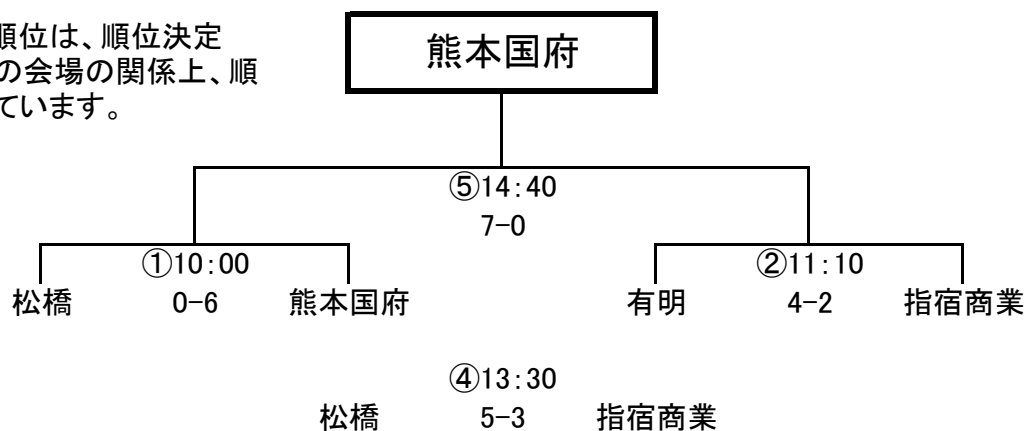 順位は、順位決定
の会場の関係上、順
ています。
熊本国府
⑤14:40
7-0
①10:00
②11:10
松橋 0-6 熊本国府
有明 4-2 指宿商業
④13:30
松橋 5-3 指宿商業